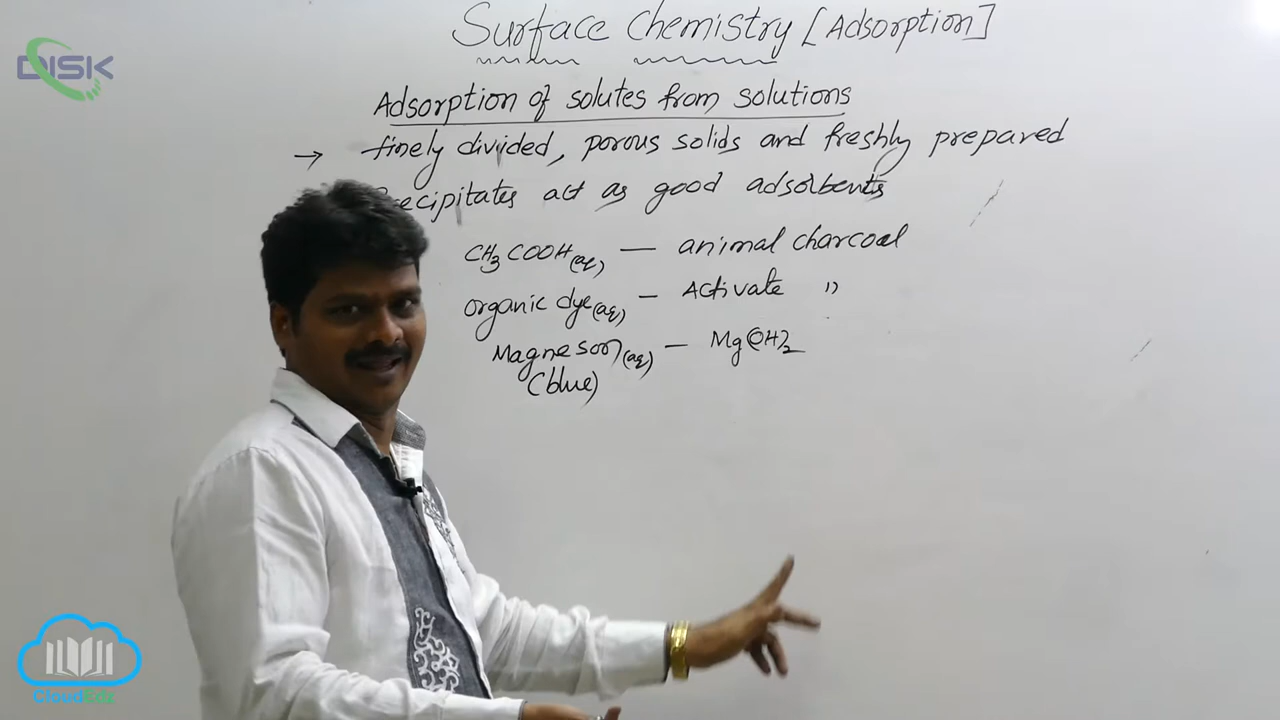 DISK
Surface Chemistry [Adsorption]
Adsorption of solutes from solutions
→ finely divided, porous solids and freshly prepared
recipitates act as good adsorbents
CH3COOH(aq) — animal charcoal
Organic dye(aq) — Activate "
Magneson(aq) — Mg(OH)2
(blue)
CloudEdz